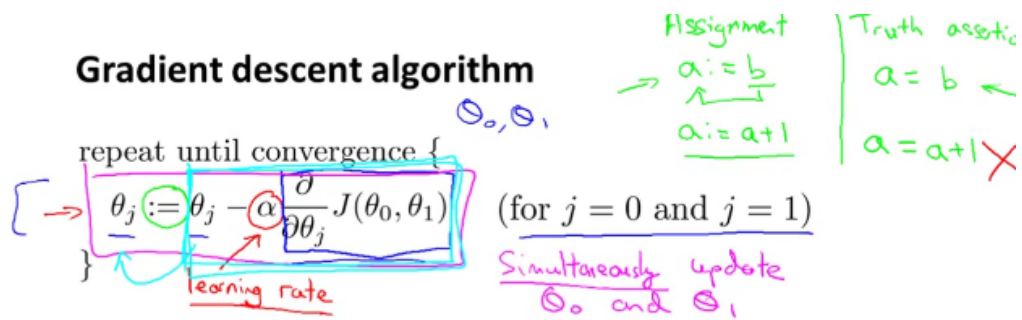 Gradient descent algorithm
θ₀, θ₁
Assignment
a := b
a := a+1
Truth assertio
a = b
a = a+1
repeat until convergence {
θⱼ := θⱼ − α ∂/∂θⱼ J(θ₀, θ₁) (for j = 0 and j = 1)
}
learning rate
Simultaneously update
θ₀ and θ₁